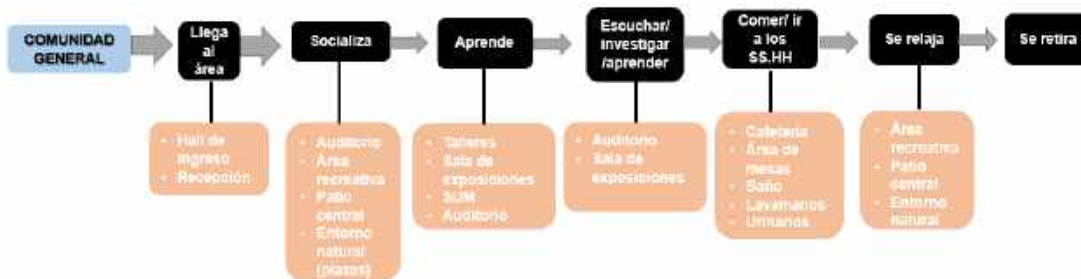 COMUNIDAD
GENERAL
Llega
al
área
Socializa
Aprende
Escuchar/
investigar
/aprender
Comer/ ir
a los
SS.HH
Se relaja
Se retira
• Hall de
ingreso
• Recepción
• Auditorio
• Área
recreativa
• Patio
central
• Entorno
natural
(plazas)
• Talleres
• Sala de
exposiciones
• SUM
• Auditorio
• Auditorio
• Sala de
exposiciones
• Cafetería
• Área de
mesas
• Baño
• Lavamanos
• Urinarios
• Área
recreativa
• Patio
central
• Entorno
natural